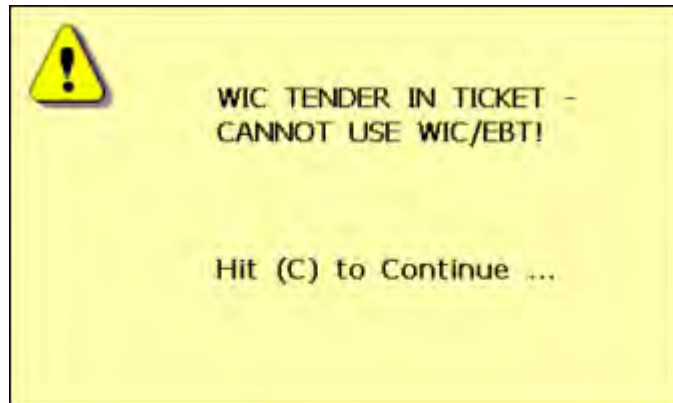 WIC TENDER IN TICKET -
CANNOT USE WIC/EBT!
Hit (C) to Continue ...